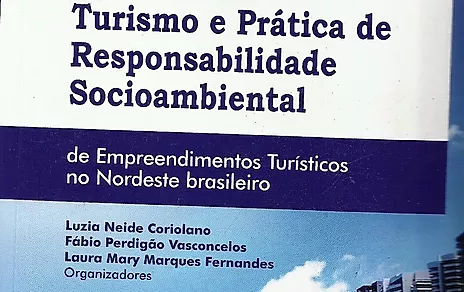 Turismo e Prática de
Responsabilidade
Socioambiental
de Empreendimentos Turísticos
no Nordeste brasileiro
Luzia Neide Coriolano
Fábio Perdigão Vasconcelos
Laura Mary Marques Fernandes
Organizadores